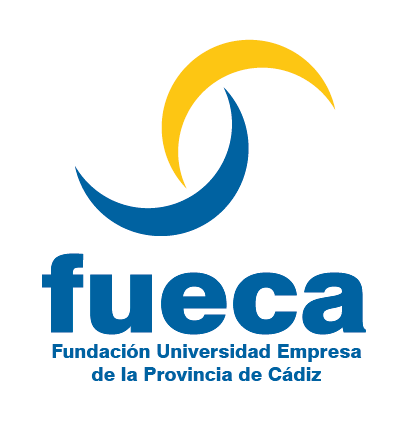 fueca
Fundación Universidad Empresa
de la Provincia de Cádiz